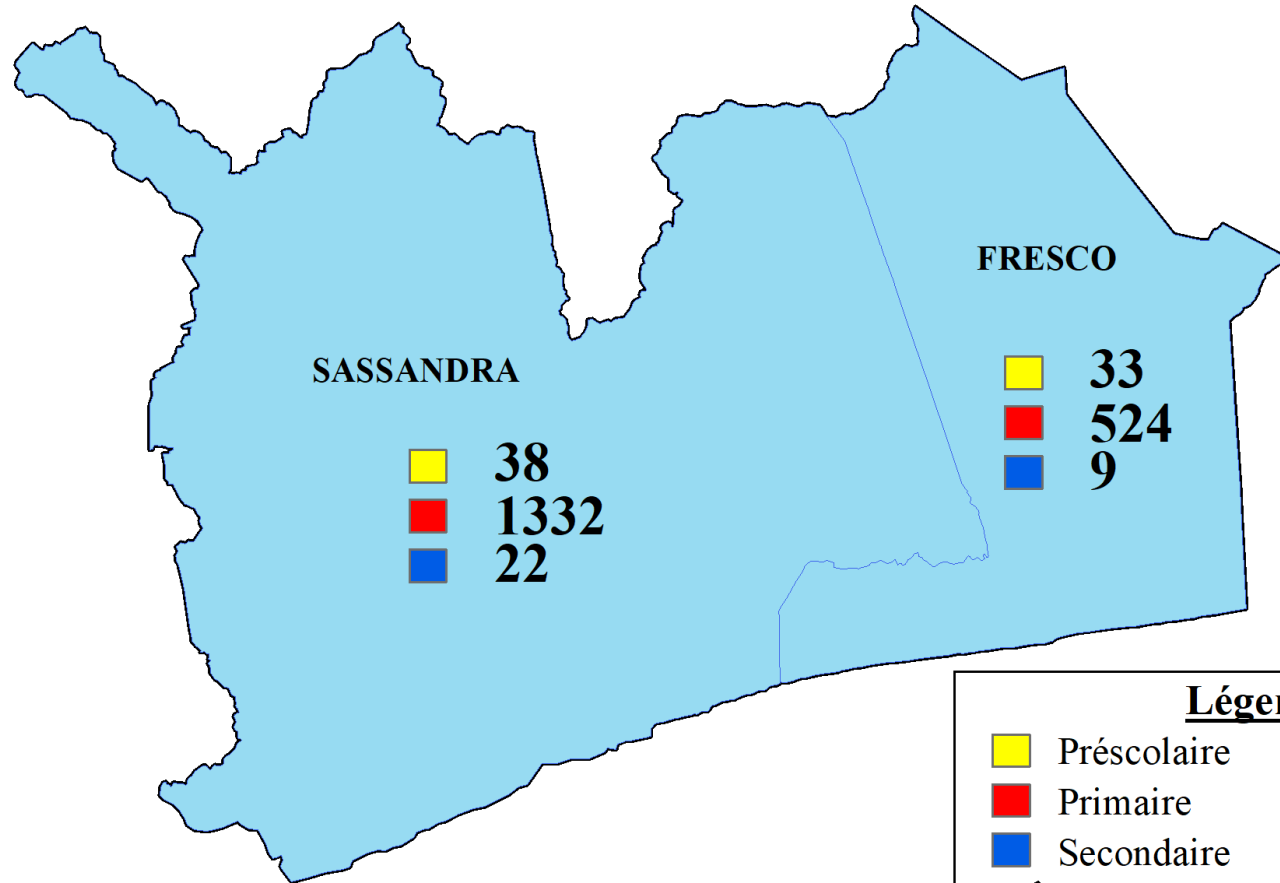 FRESCO
33
524
9
SASSANDRA
38
1332
22
Préscolaire
Primaire
Secondaire